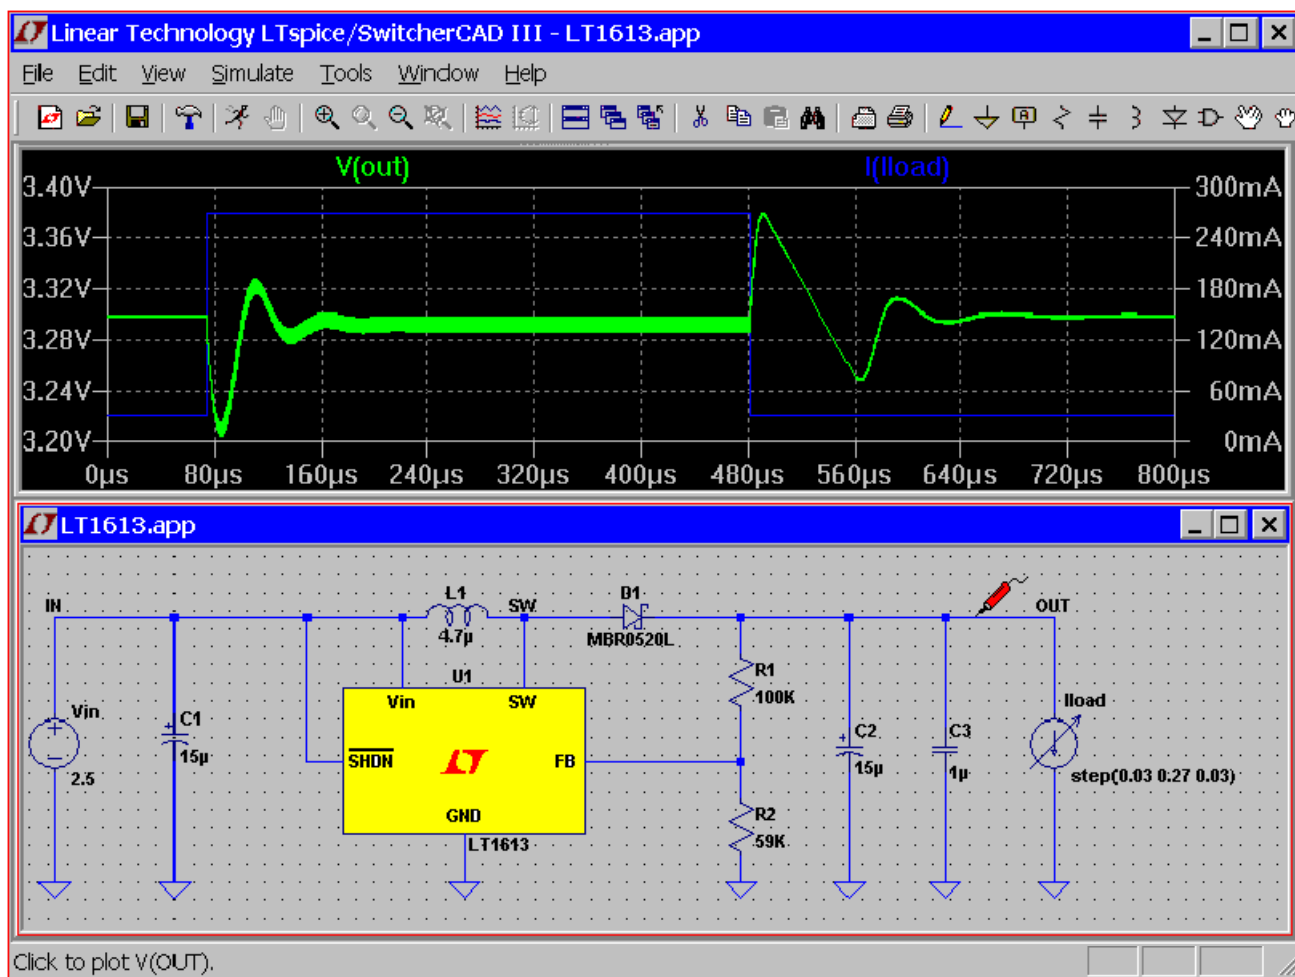 Linear Technology LTspice/SwitcherCAD III - LT1613.app
File Edit View Simulate Tools Window Help
V(out) I(Iload)
3.40V 300mA
3.36V 240mA
3.32V 180mA
3.28V 120mA
3.24V 60mA
3.20V 0mA
0µs 80µs 160µs 240µs 320µs 400µs 480µs 560µs 640µs 720µs 800µs
LT1613.app
IN L1 SW D1 OUT
4.7µ MBR0520L
U1 R1
Vin SW 100K Iload
Vin C1 C2 C3
SHDN FB
15µ 15µ 1µ step(0.03 0.27 0.03)
2.5
GND R2
LT1613 59K
Click to plot V(OUT).